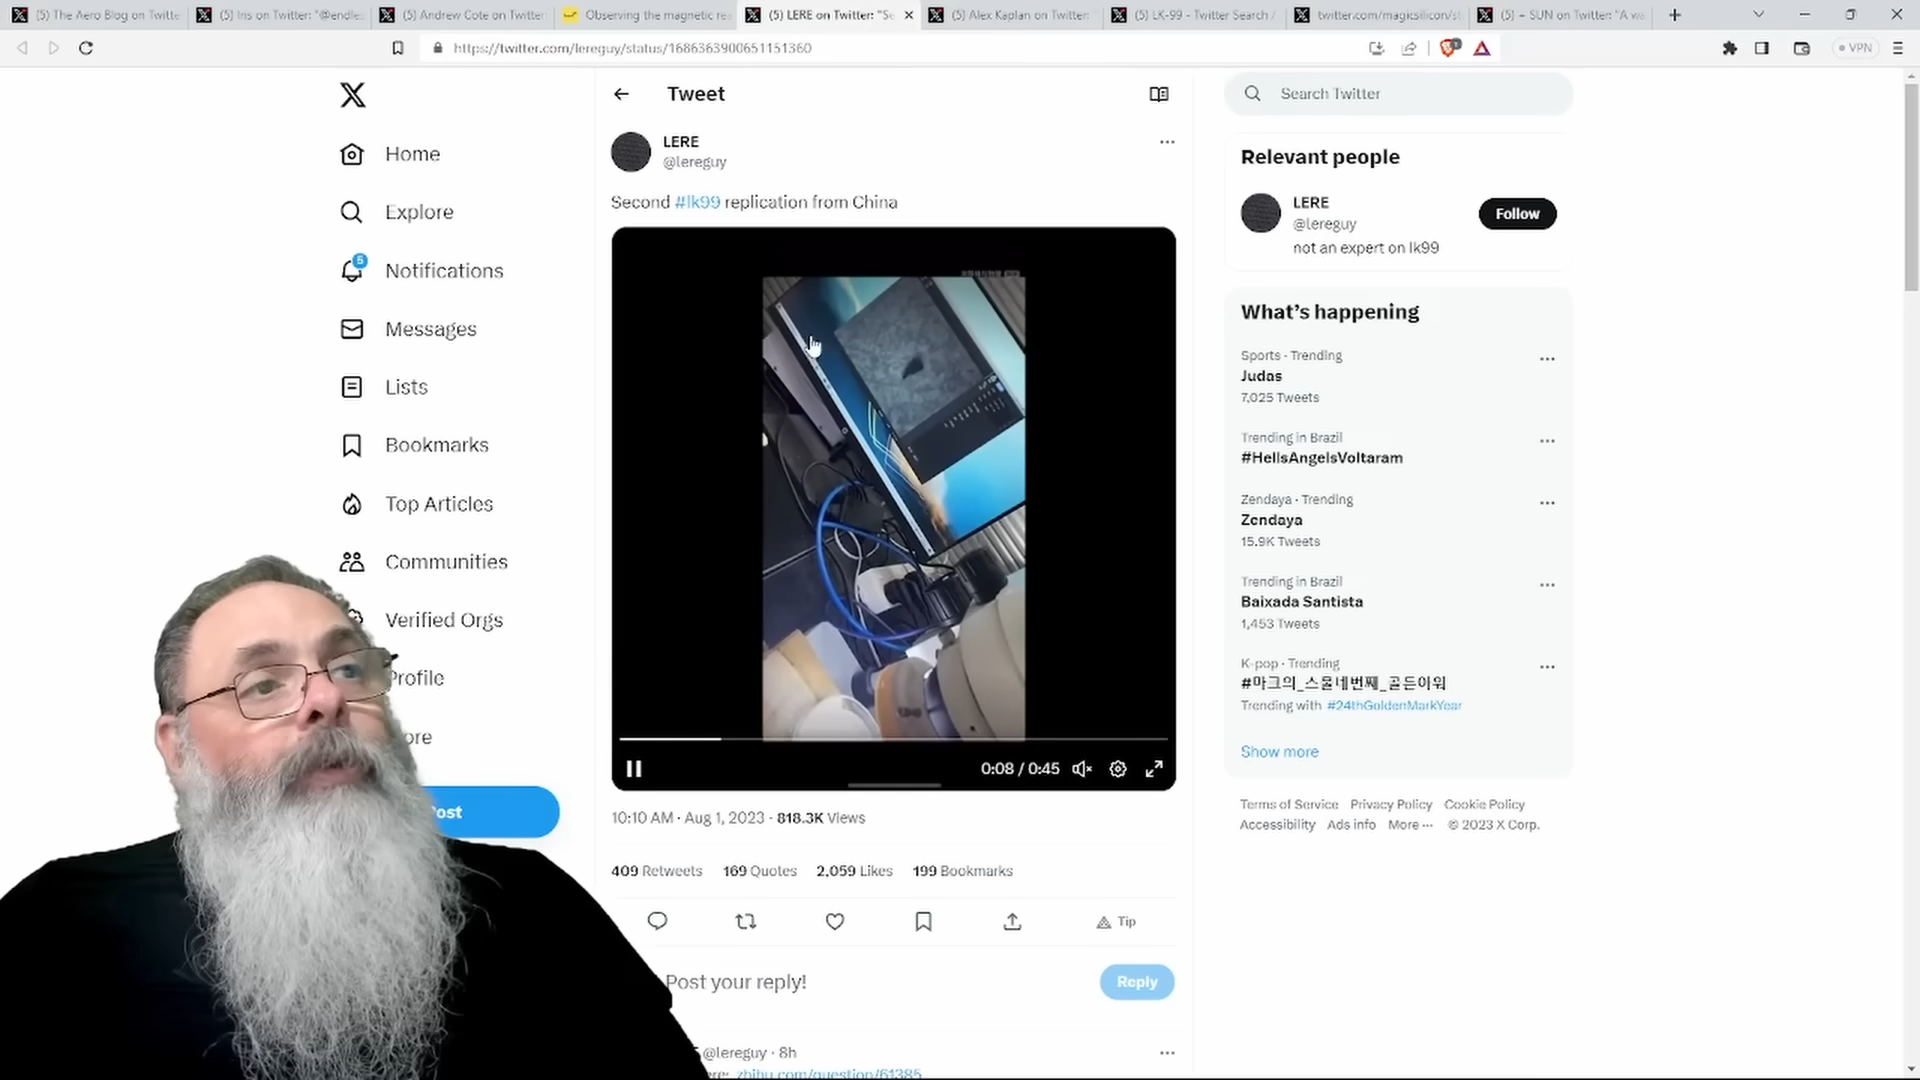 (5) The Aero Blog on Twitte
(5) Iris on Twitter: "@endle
(5) Andrew Cote on Twitter
Observing the magnetic re
(5) LERE on Twitter: "Se
(5) Alex Kaplan on Twitter:
(5) LK-99 - Twitter Search /
twitter.com/magicsilicon/st
(5) - SUN on Twitter: "A wa
https://twitter.com/lereguy/status/1686363900651151360
VPN
Home
Explore
5
Notifications
Messages
Lists
Bookmarks
Top Articles
Communities
Verified Orgs
Profile
ore
ost
Tweet
LERE
@lereguy
Second #lk99 replication from China
0:08 / 0:45
10:10 AM · Aug 1, 2023 · 818.3K Views
409 Retweets 169 Quotes 2,059 Likes 199 Bookmarks
Tip
Post your reply!
Reply
@lereguy · 8h
ere: zhihu.com/question/61385
Search Twitter
Relevant people
LERE
@lereguy
Follow
not an expert on lk99
What's happening
Sports · Trending
Judas
7,025 Tweets
Trending in Brazil
#HellsAngelsVoltaram
Zendaya · Trending
Zendaya
15.9K Tweets
Trending in Brazil
Baixada Santista
1,453 Tweets
K-pop · Trending
#마크의_스물네번째_골든아워
Trending with #24thGoldenMarkYear
Show more
Terms of Service Privacy Policy Cookie Policy
Accessibility Ads info More ··· © 2023 X Corp.